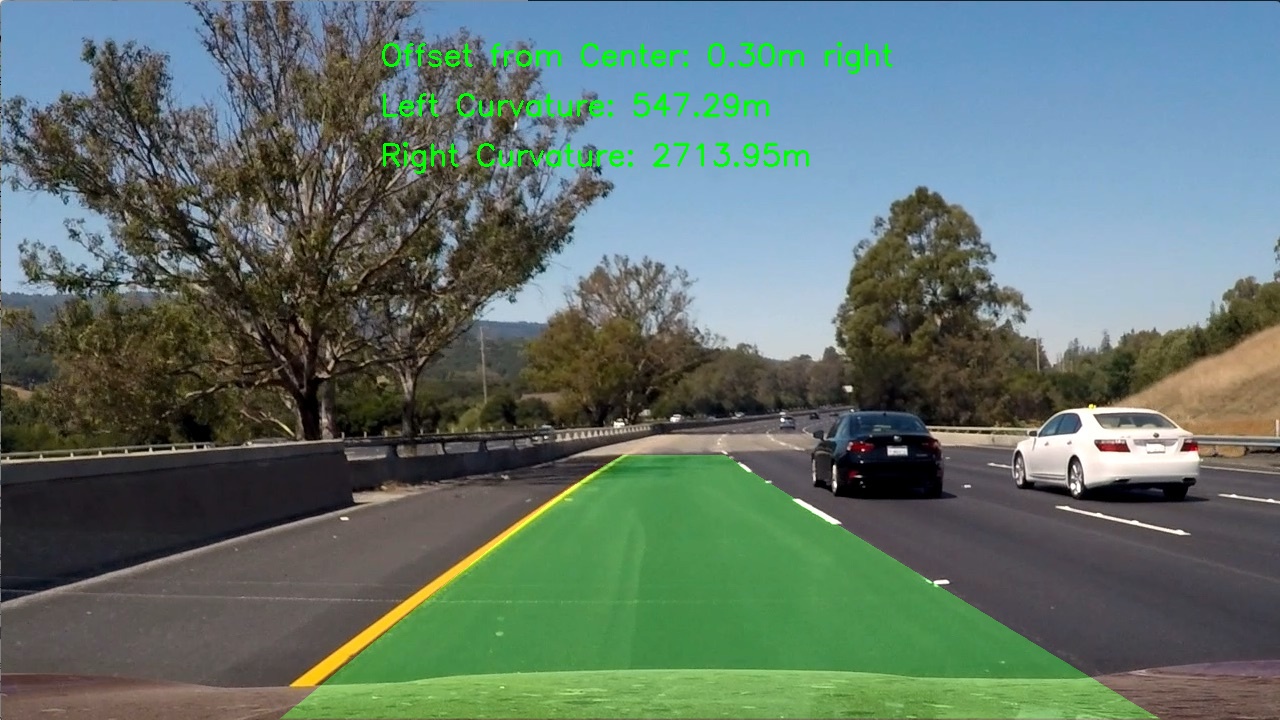 Offset from Center: 0.30m right
Left Curvature: 547.29m
Right Curvature: 2713.95m